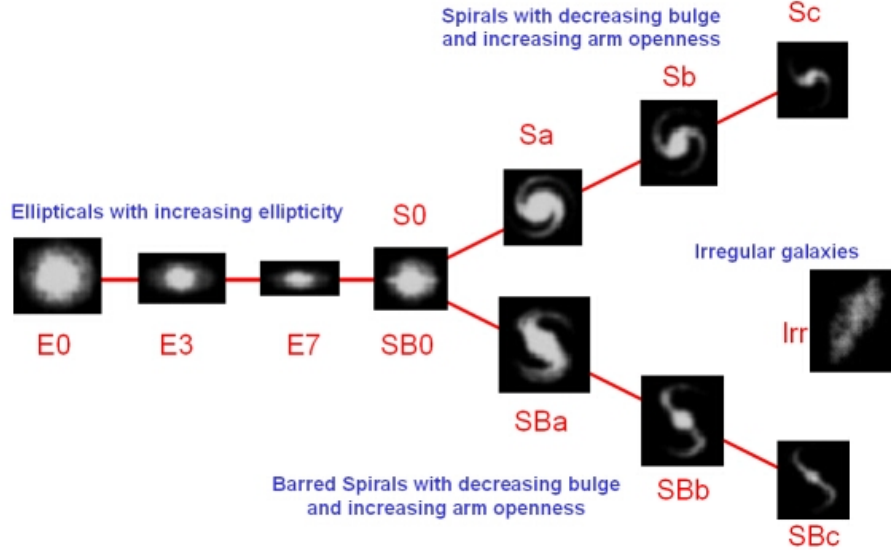 Spirals with decreasing bulge
and increasing arm openness
Sc
Sb
Sa
Ellipticals with increasing ellipticity
S0
Irregular galaxies
Irr
E0
E3
E7
SB0
SBa
Barred Spirals with decreasing bulge
and increasing arm openness
SBb
SBc